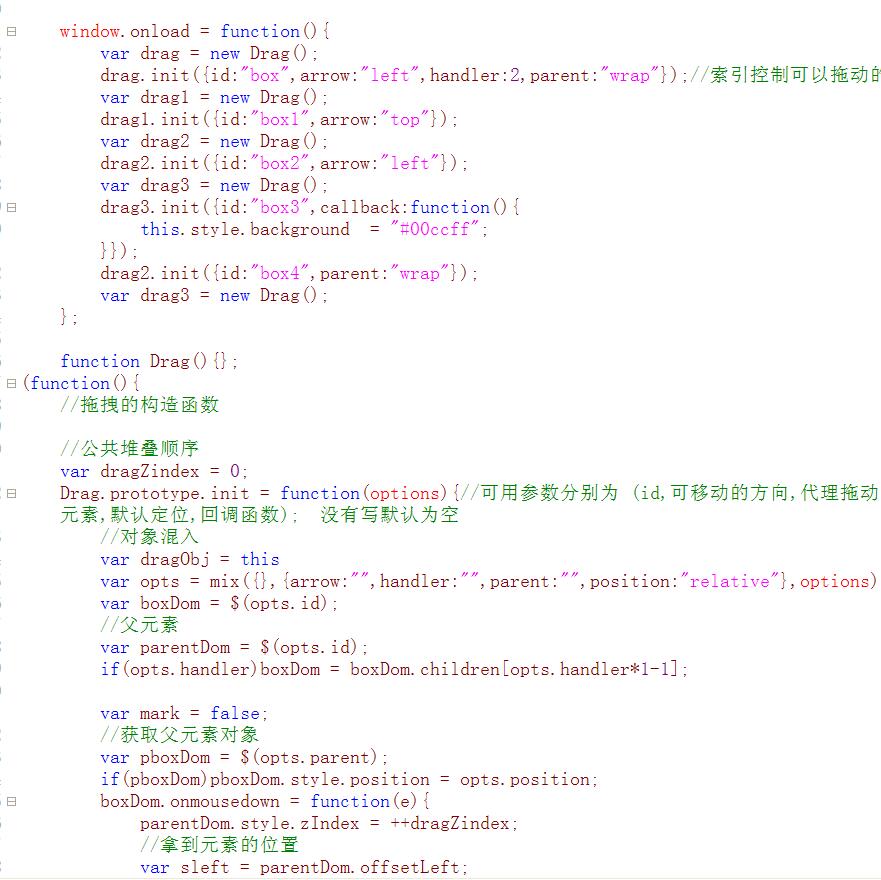 window.onload = function(){
var drag = new Drag();
drag.init({id:"box",arrow:"left",handler:2,parent:"wrap"});//索引控制可以拖动的
var drag1 = new Drag();
drag1.init({id:"box1",arrow:"top"});
var drag2 = new Drag();
drag2.init({id:"box2",arrow:"left"});
var drag3 = new Drag();
drag3.init({id:"box3",callback:function(){
this.style.background  = "#00ccff";
}});
drag2.init({id:"box4",parent:"wrap"});
var drag3 = new Drag();
};
function Drag(){};
(function(){
//拖拽的构造函数
//公共堆叠顺序
var dragZindex = 0;
Drag.prototype.init = function(options){//可用参数分别为 (id,可移动的方向,代理拖动
元素,默认定位,回调函数);  没有写默认为空
//对象混入
var dragObj = this
var opts = mix({},{arrow:"",handler:"",parent:"",position:"relative"},options)
var boxDom = $(opts.id);
//父元素
var parentDom = $(opts.id);
if(opts.handler)boxDom = boxDom.children[opts.handler*1-1];
var mark = false;
//获取父元素对象
var pboxDom = $(opts.parent);
if(pboxDom)pboxDom.style.position = opts.position;
boxDom.onmousedown = function(e){
parentDom.style.zIndex = ++dragZindex;
//拿到元素的位置
var sleft = parentDom.offsetLeft;